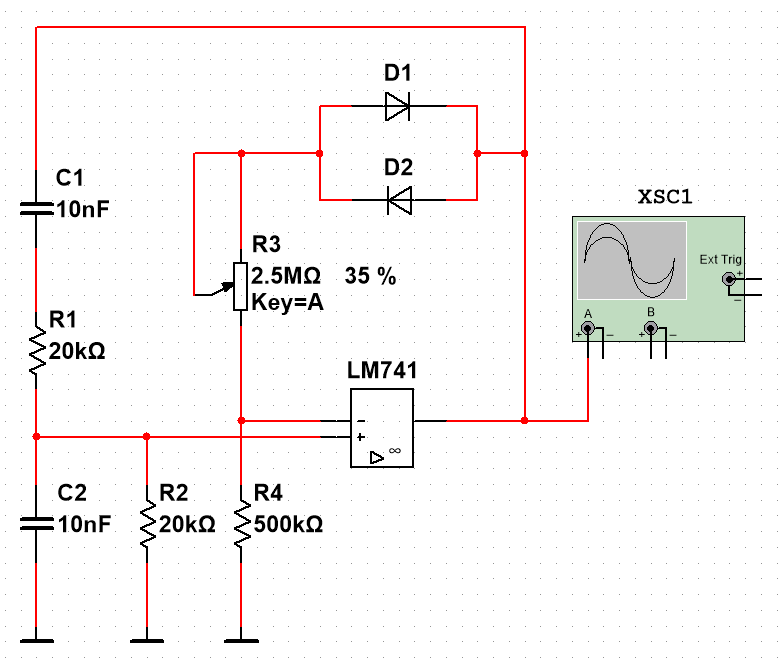 D1
D2
C1
10nF
XSC1
R3
2.5MΩ 35 %
Key=A
Ext Trig
+
−
A
B
+ −
+ −
R1
20kΩ
LM741
−
+
∞
C2
10nF
R2
20kΩ
R4
500kΩ